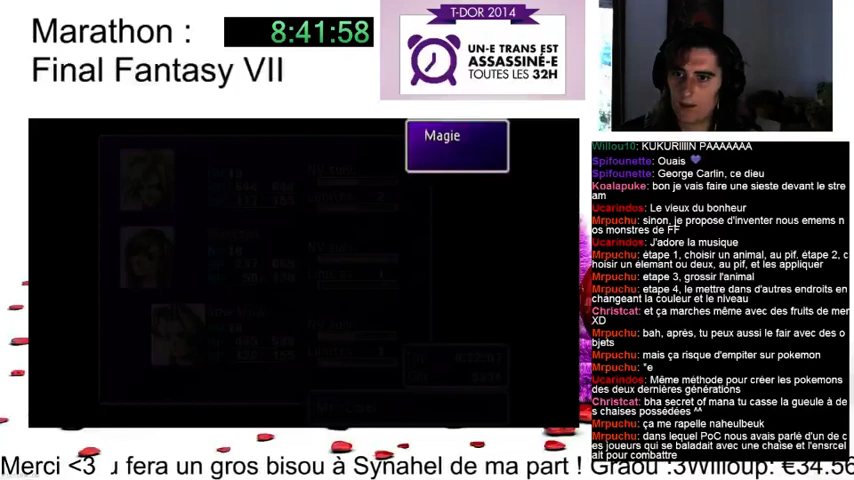 Marathon :
Final Fantasy VII
8:41:58
T-DOR 2014
UN-E TRANS EST
ASSASSINÉ-E
TOUTES LES 32H
Magie
Willou10: KUKURIIIIN PAAAAAAA
Spifounette: Ouais
Spifounette: George Carlin, ce dieu
Koalapuke: bon je vais faire une sieste devant le stre
am
Ucarindos: Le vieux du bonheur
Mrpuchu: sinon, je propose d'inventer nous emems n
os monstres de FF
Ucarindos: J'adore la musique
Mrpuchu: étape 1, choisir un animal, au pif, étape 2, c
hoisir un élemant ou deux, au pif, et les appliquer
Mrpuchu: etape 3, grossir l'animal
Mrpuchu: etape 4, le mettre dans d'autres endroits en
changeant la couleur et le niveau
Christcat: et ça marches même avec des fruits de mer
XD
Mrpuchu: bah, aprés, tu peux aussi le fair avec des o
bjets
Mrpuchu: mais ça risque d'empiter sur pokemon
Mrpuchu: *e
Ucarindos: Même méthode pour créer les pokemons
des deux dernières générations
Christcat: bha secret of mana tu casse la gueule à de
s chaises possédées ^^
Mrpuchu: ça me rapelle naheulbeuk
Mrpuchu: dans lequel PoC nous avais parlé d'un de c
es joueurs qui se baladait avec une chaise et l'ensrcel
ait pour combattre
Merci <3 u fera un gros bisou à Synahel de ma part ! Graou :3Willoup: €34.56